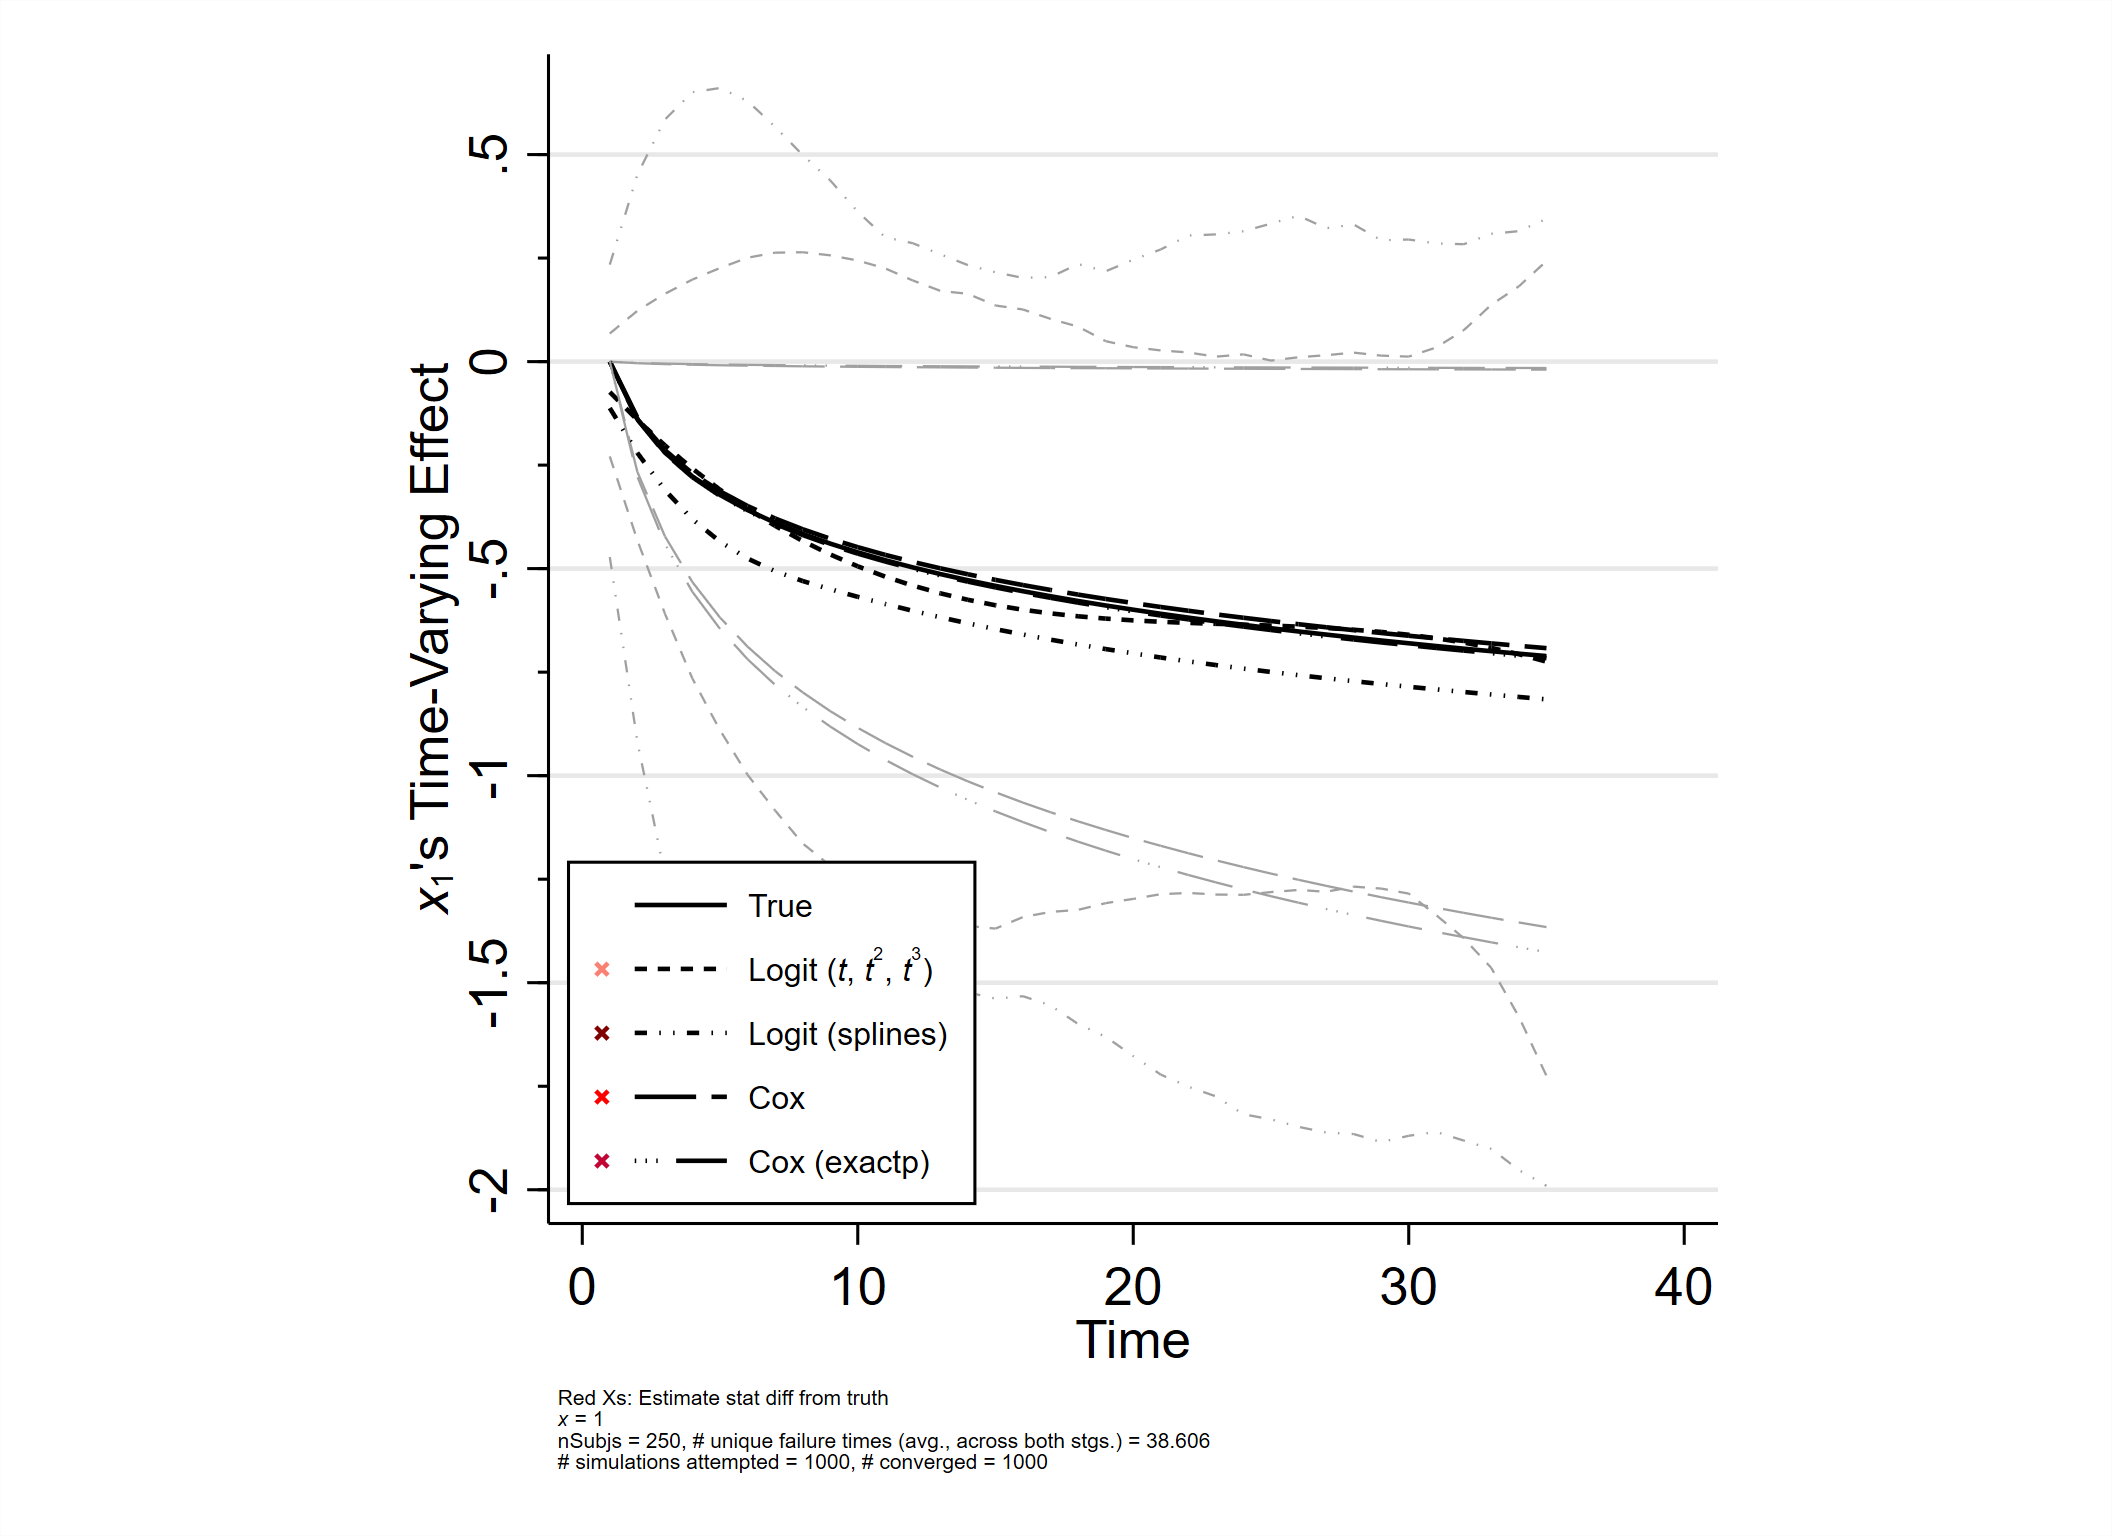 .5
0
-.5
-1
-1.5
-2
x₁'s Time-Varying Effect
True
Logit (t, t², t³)
Logit (splines)
Cox
Cox (exactp)
0 10 20 30 40
Time
Red Xs: Estimate stat diff from truth
x = 1
nSubjs = 250, # unique failure times (avg., across both stgs.) = 38.606
# simulations attempted = 1000, # converged = 1000